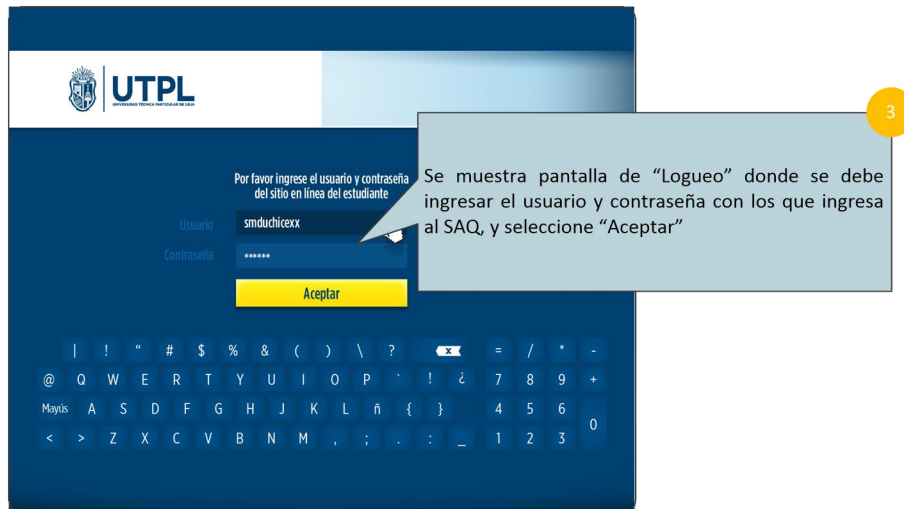 UTPL
UNIVERSIDAD TÉCNICA PARTICULAR DE LOJA
3
Por favor ingrese el usuario y contraseña
del sitio en línea del estudiante
Usuario
smduchicexx
Contraseña
******
Aceptar
Se muestra pantalla de “Logueo” donde se debe
ingresar el usuario y contraseña con los que ingresa
al SAQ, y seleccione “Aceptar”
| ! “ # $ % & ( ) \ ? x = / * -
@ Q W E R T Y U I O P ` ! ¿ 7 8 9 +
Mayús A S D F G H J K L ñ { } 4 5 6
< > Z X C V B N M , ; . : _ 1 2 3 0